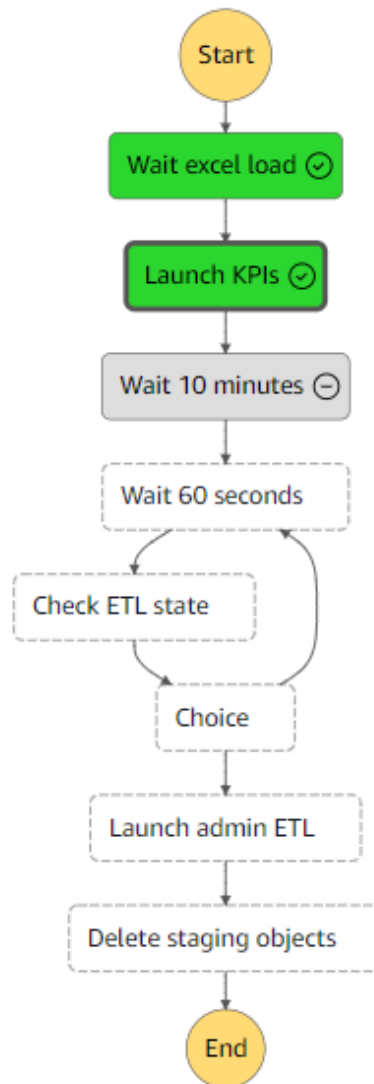 Start
Wait excel load
Launch KPIs
Wait 10 minutes
Wait 60 seconds
Check ETL state
Choice
Launch admin ETL
Delete staging objects
End